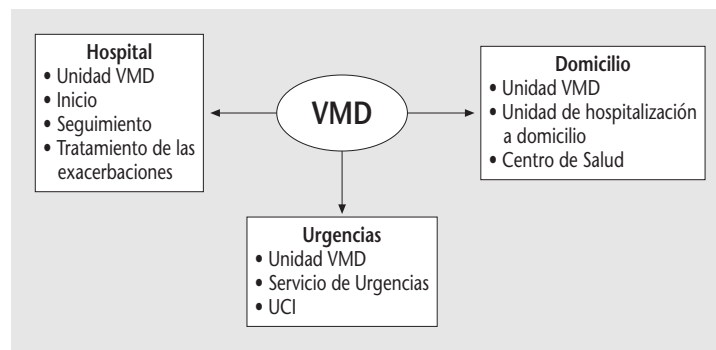 Hospital
• Unidad VMD
• Inicio
• Seguimiento
• Tratamiento de las
exacerbaciones
VMD
Domicilio
• Unidad VMD
• Unidad de hospitalización
a domicilio
• Centro de Salud
Urgencias
• Unidad VMD
• Servicio de Urgencias
• UCI